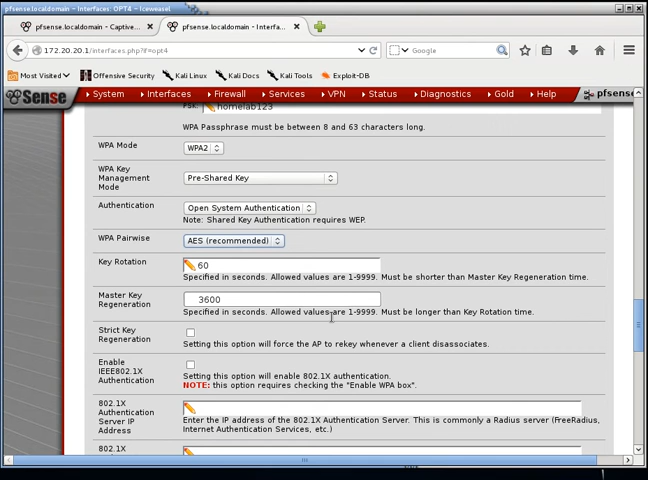 pfsense.localdomain - Interfaces: OPT4 - Iceweasel
pfsense.localdomain - Captive...
pfsense.localdomain - Interfa...
172.20.20.1/interfaces.php?if=opt4
Google
Most Visited
Offensive Security
Kali Linux
Kali Docs
Kali Tools
Exploit-DB
Sense
System
Interfaces
Firewall
Services
VPN
Status
Diagnostics
Gold
Help
pfsense
PSK:
homelab123
WPA Passphrase must be between 8 and 63 characters long.
WPA Mode
WPA2
WPA Key
Management
Mode
Pre-Shared Key
Authentication
Open System Authentication
Note: Shared Key Authentication requires WEP.
WPA Pairwise
AES (recommended)
Key Rotation
60
Specified in seconds. Allowed values are 1-9999. Must be shorter than Master Key Regeneration time.
Master Key
Regeneration
3600
Specified in seconds. Allowed values are 1-9999. Must be longer than Key Rotation time.
Strict Key
Regeneration
Setting this option will force the AP to rekey whenever a client disassociates.
Enable
IEEE802.1X
Authentication
Setting this option will enable 802.1X authentication.
NOTE: this option requires checking the "Enable WPA box".
802.1X
Authentication
Server IP
Address
Enter the IP address of the 802.1X Authentication Server. This is commonly a Radius server (FreeRadius,
Internet Authentication Services, etc.)
802.1X